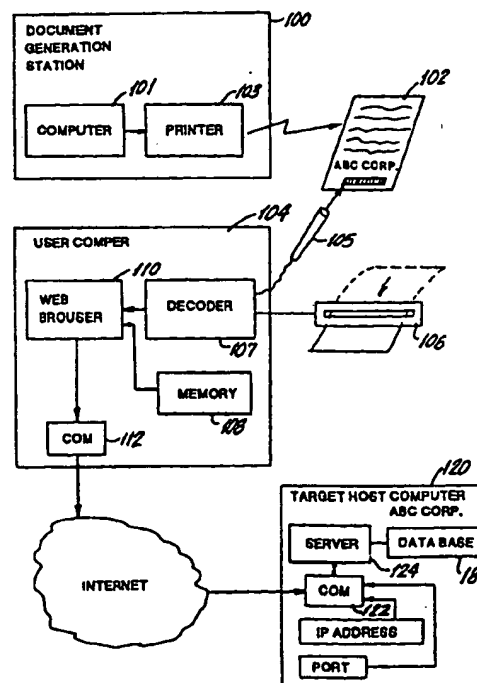 DOCUMENT
GENERATION
STATION
100
101
COMPUTER
103
PRINTER
102
ABC CORP.
104
USER COMPER
105
110
WEB
BROUSER
DECODER
107
106
MEMORY
108
COM
112
INTERNET
120
TARGET HOST COMPUTER
ABC CORP.
SERVER
DATA BASE
124
18
COM
122
IP ADDRESS
PORT